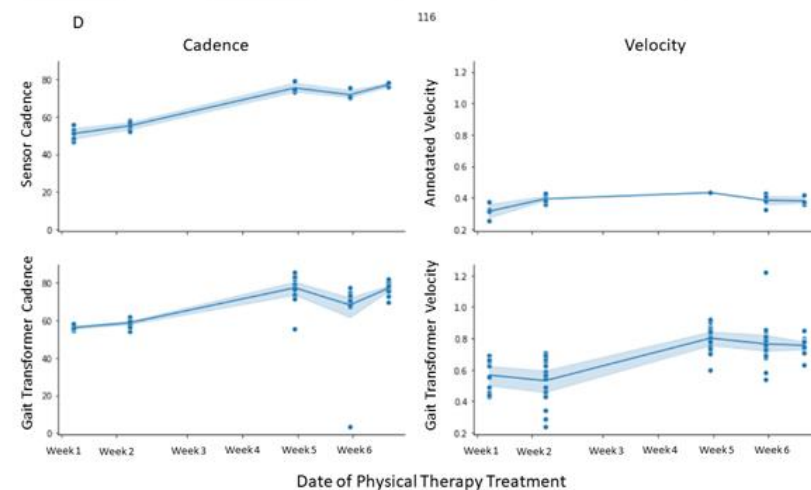 D
116
Cadence
Velocity
Sensor Cadence
80
60
40
20
0
Annotated Velocity
1.2
1.0
0.8
0.6
0.4
0.2
Gait Transformer Cadence
80
60
40
20
0
Gait Transformer Velocity
1.2
1.0
0.8
0.6
0.4
0.2
Week1 Week2 Week3 Week4 Week5 Week6
Week1 Week2 Week3 Week4 Week5 Week6
Date of Physical Therapy Treatment